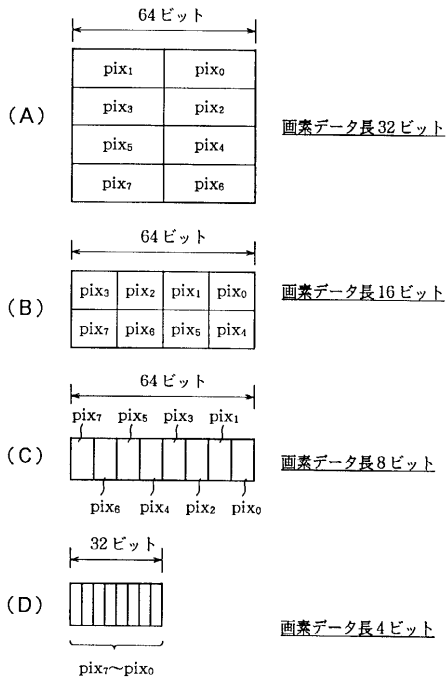 64ビット
(A)
pix₁ pix₀
pix₃ pix₂
pix₅ pix₄
pix₇ pix₆
画素データ長32ビット
64ビット
(B)
pix₃ pix₂ pix₁ pix₀
pix₇ pix₆ pix₅ pix₄
画素データ長16ビット
64ビット
pix₇ pix₅ pix₃ pix₁
(C)
画素データ長8ビット
pix₆ pix₄ pix₂ pix₀
32ビット
(D)
画素データ長4ビット
pix₇～pix₀